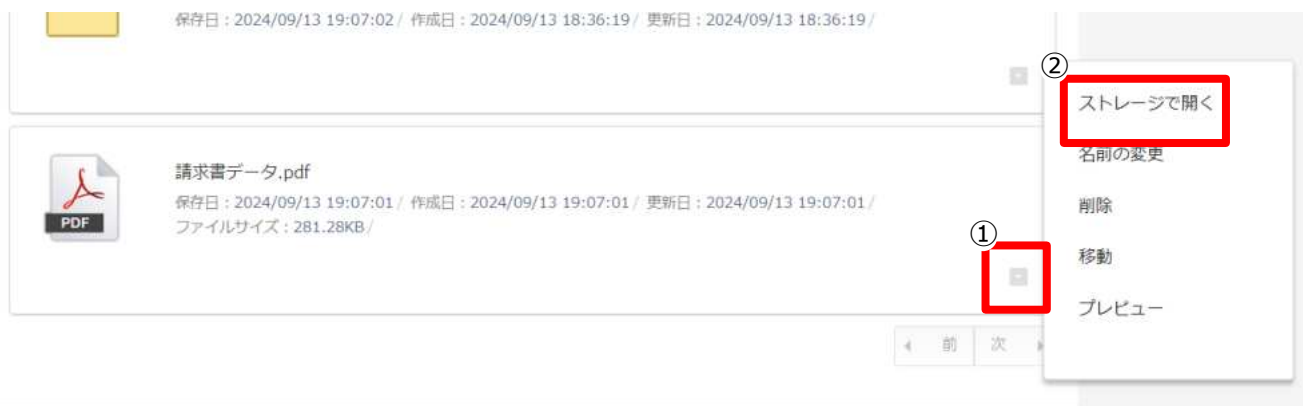 保存日：2024/09/13 19:07:02 / 作成日：2024/09/13 18:36:19 / 更新日：2024/09/13 18:36:19 /
②
ストレージで開く
名前の変更
請求書データ.pdf
保存日：2024/09/13 19:07:01 / 作成日：2024/09/13 19:07:01 / 更新日：2024/09/13 19:07:01 /
PDF
ファイルサイズ：281.28KB /
削除
①
移動
プレビュー
前 次